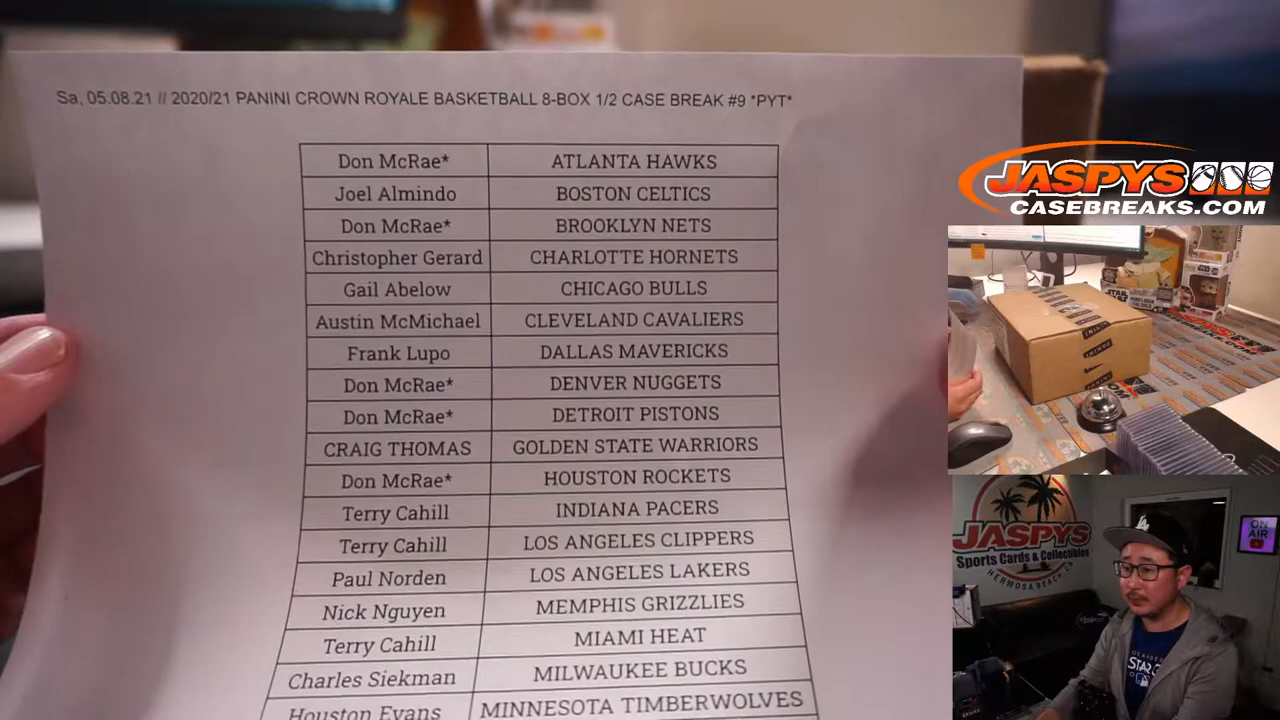 Sa, 05.08.21 // 2020/21 PANINI CROWN ROYALE BASKETBALL 8-BOX 1/2 CASE BREAK #9 *PYT*
Don McRae* ATLANTA HAWKS
Joel Almindo BOSTON CELTICS
Don McRae* BROOKLYN NETS
Christopher Gerard CHARLOTTE HORNETS
Gail Abelow CHICAGO BULLS
Austin McMichael CLEVELAND CAVALIERS
Frank Lupo DALLAS MAVERICKS
Don McRae* DENVER NUGGETS
Don McRae* DETROIT PISTONS
CRAIG THOMAS GOLDEN STATE WARRIORS
Don McRae* HOUSTON ROCKETS
Terry Cahill INDIANA PACERS
Terry Cahill LOS ANGELES CLIPPERS
Paul Norden LOS ANGELES LAKERS
Nick Nguyen MEMPHIS GRIZZLIES
Terry Cahill MIAMI HEAT
Charles Siekman MILWAUKEE BUCKS
Houston Evans MINNESOTA TIMBERWOLVES
JASPYS
CASEBREAKS.COM
STAR WARS
PANINI
JASPYS
Sports Cards & Collectibles
HERMOSA BEACH, CA
ON AIR
LA